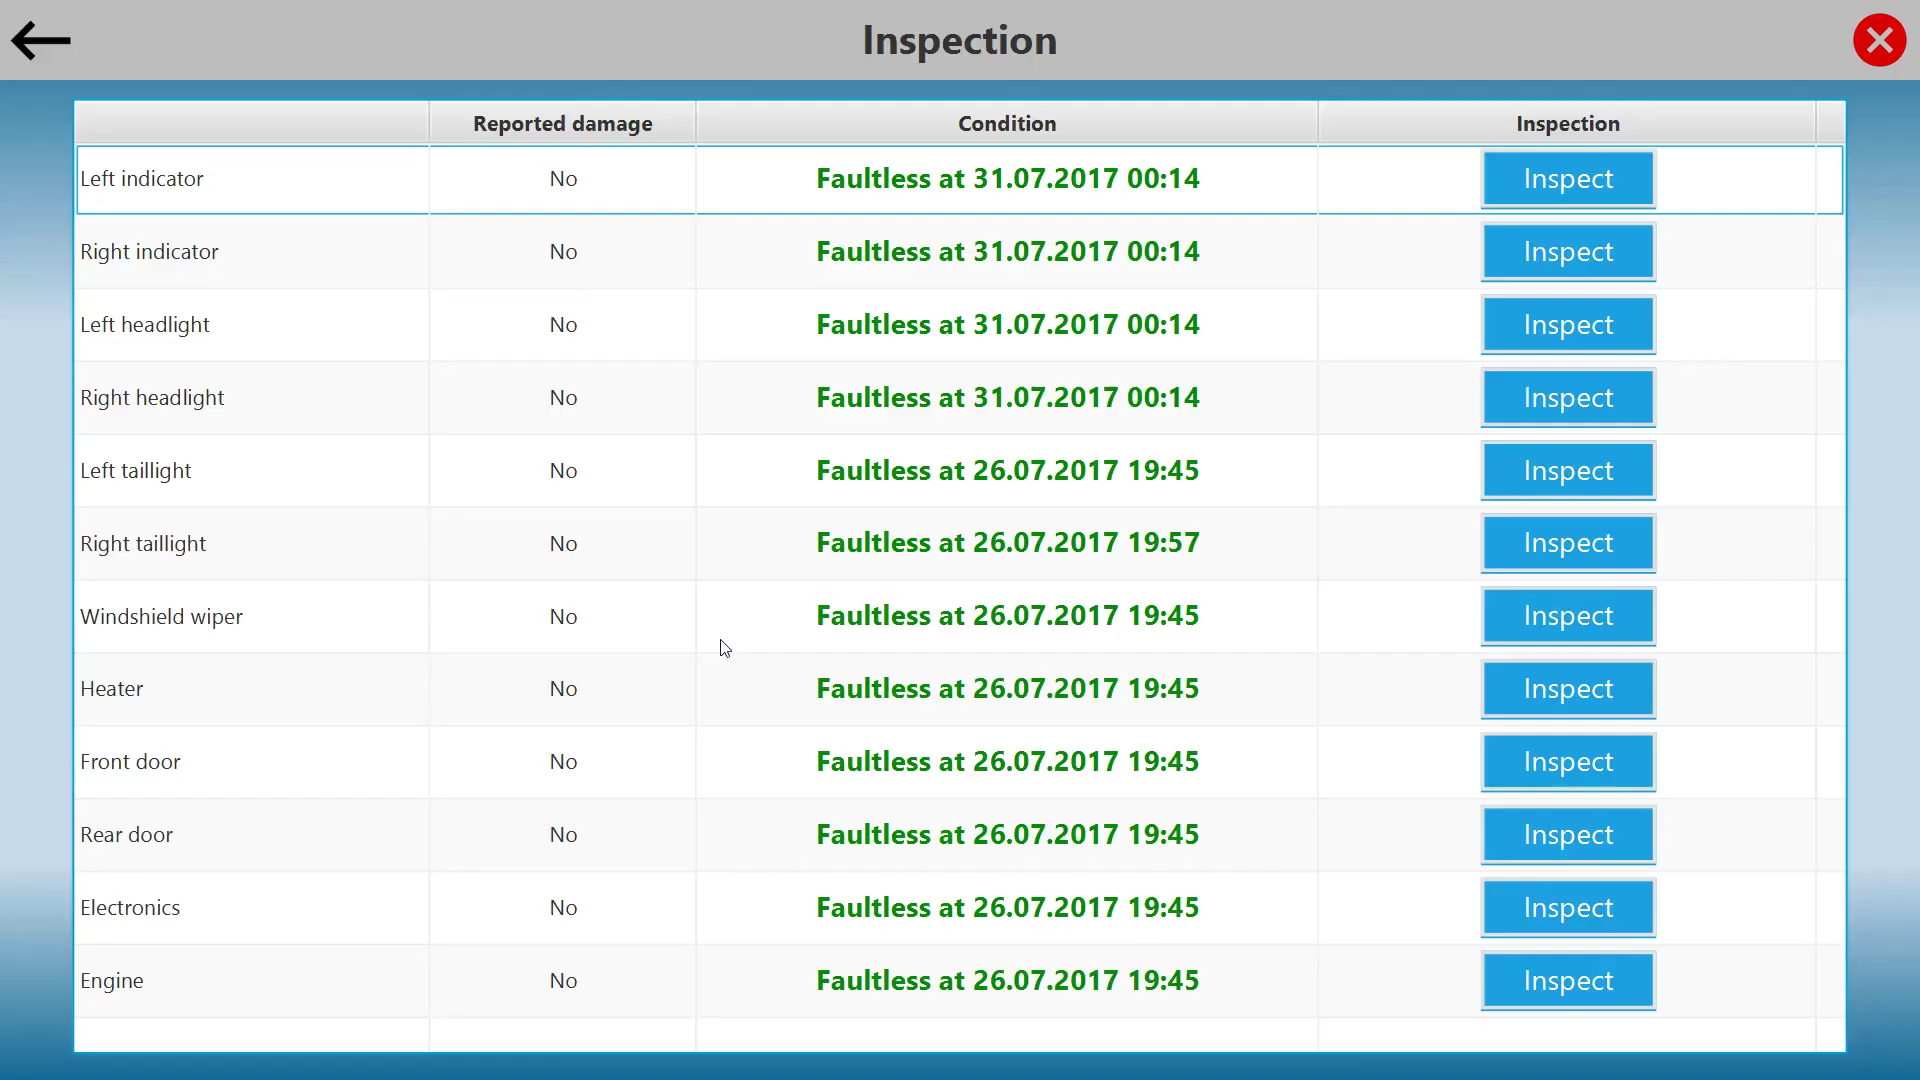 Inspection
Reported damage Condition Inspection
Left indicator No Faultless at 31.07.2017 00:14 Inspect
Right indicator No Faultless at 31.07.2017 00:14 Inspect
Left headlight No Faultless at 31.07.2017 00:14 Inspect
Right headlight No Faultless at 31.07.2017 00:14 Inspect
Left taillight No Faultless at 26.07.2017 19:45 Inspect
Right taillight No Faultless at 26.07.2017 19:57 Inspect
Windshield wiper No Faultless at 26.07.2017 19:45 Inspect
Heater No Faultless at 26.07.2017 19:45 Inspect
Front door No Faultless at 26.07.2017 19:45 Inspect
Rear door No Faultless at 26.07.2017 19:45 Inspect
Electronics No Faultless at 26.07.2017 19:45 Inspect
Engine No Faultless at 26.07.2017 19:45 Inspect